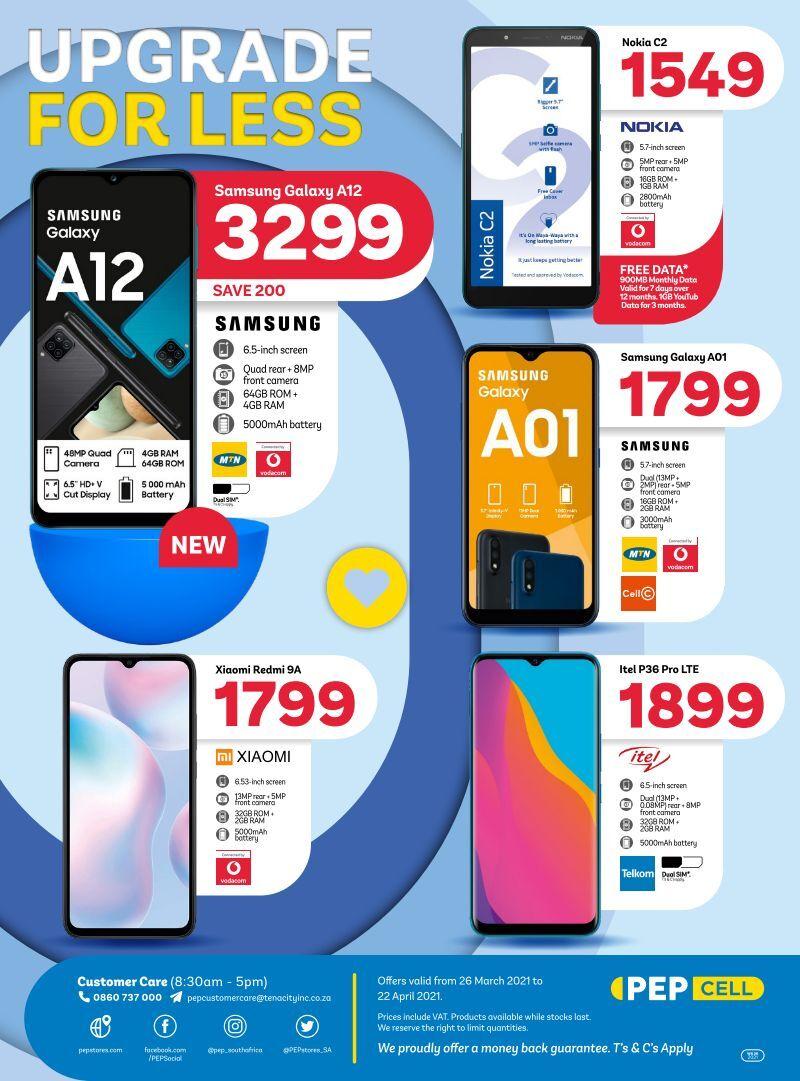 UPGRADE
FOR LESS
SAMSUNG
Galaxy
A12
48MP Quad
Camera
4GB RAM
64GB ROM
6.5" HD+ V
Cut Display
5 000 mAh
Battery
NEW
Samsung Galaxy A12
3299
SAVE 200
SAMSUNG
6.5-inch screen
Quad rear + 8MP
front camera
64GB ROM +
4GB RAM
5000mAh battery
MTN
Connected by
vodacom
Dual SIM*.
Nokia C2
1549
NOKIA
Nokia C2
Bigger 5.7"
Screen
5MP Selfie camera
with flash
Free Cover
inbox
It's On Waya-Waya with a
long lasting battery
It just keeps getting better
Tested and approved by Vodacom.
NOKIA
5.7-inch screen
5MP rear + 5MP
front camera
16GB ROM +
1GB RAM
2800mAh
battery
vodacom
FREE DATA*
900MB Monthly Data
Valid for 7 days over
12 months. 1GB YouTub
Data for 3 months.
SAMSUNG
Galaxy
A01
Samsung Galaxy A01
1799
SAMSUNG
5.7-inch screen
Dual (13MP +
2MP) rear + 5MP
front camera
16GB ROM +
2GB RAM
3000mAh
battery
MTN
Connected by
vodacom
Cell C
Xiaomi Redmi 9A
1799
mi XIAOMI
6.53-inch screen
13MP rear + 5MP
front camera
32GB ROM +
2GB RAM
5000mAh
battery
Connected by
vodacom
Itel P36 Pro LTE
1899
itel
6.5-inch screen
Dual (13MP +
0.08MP) rear + 8MP
front camera
32GB ROM +
2GB RAM
5000mAh battery
Telkom
Dual SIM*.
Customer Care (8:30am - 5pm)
0860 737 000 pepcustomercare@tenacityinc.co.za
pepstores.com
facebook.com
/PEPSocial
@pep_southafrica
@PEPstores_SA
Offers valid from 26 March 2021 to
22 April 2021.
Prices include VAT. Products available while stocks last.
We reserve the right to limit quantities.
We proudly offer a money back guarantee. T's & C's Apply
PEP CELL